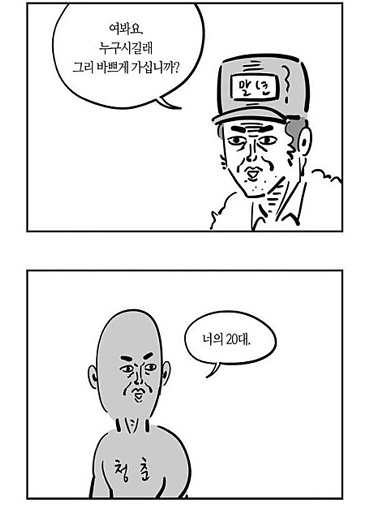 여봐요.
누구시길래
그리 바쁘게 가십니까?
말년
너의 20대.
청춘